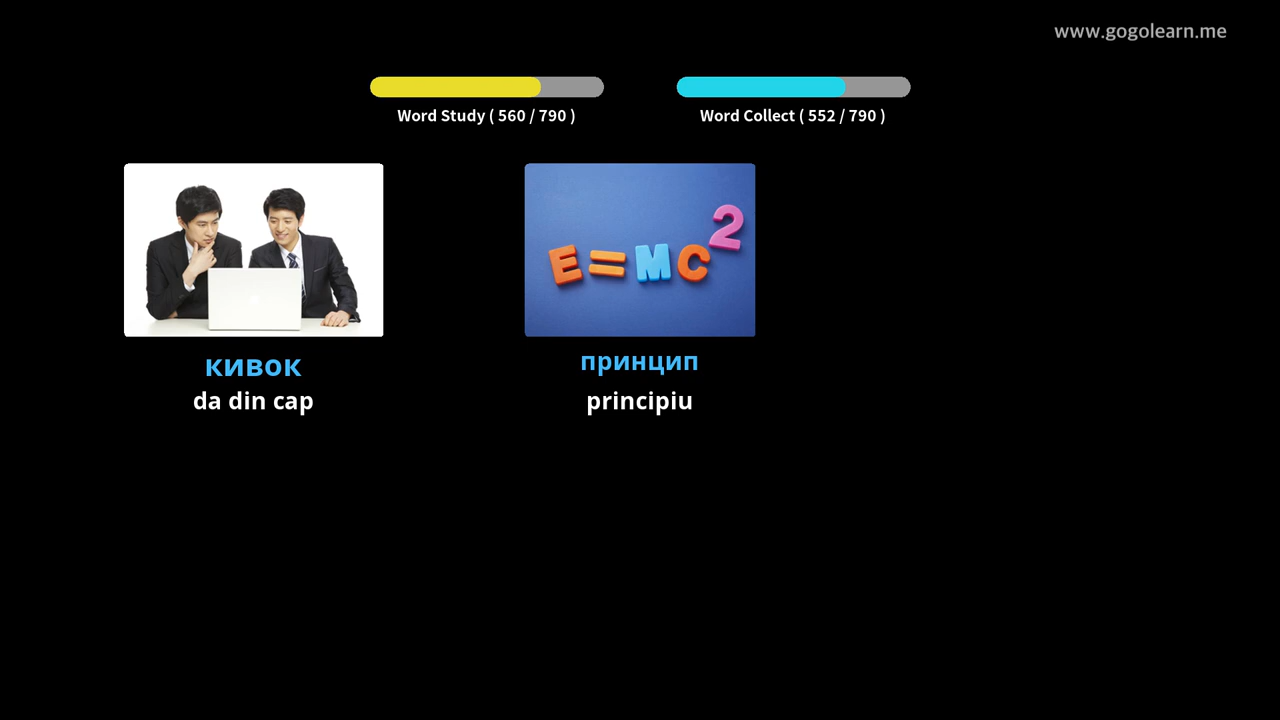 www.gogolearn.me
Word Study ( 560 / 790 )
Word Collect ( 552 / 790 )
E=MC2
кивок
da din cap
принцип
principiu